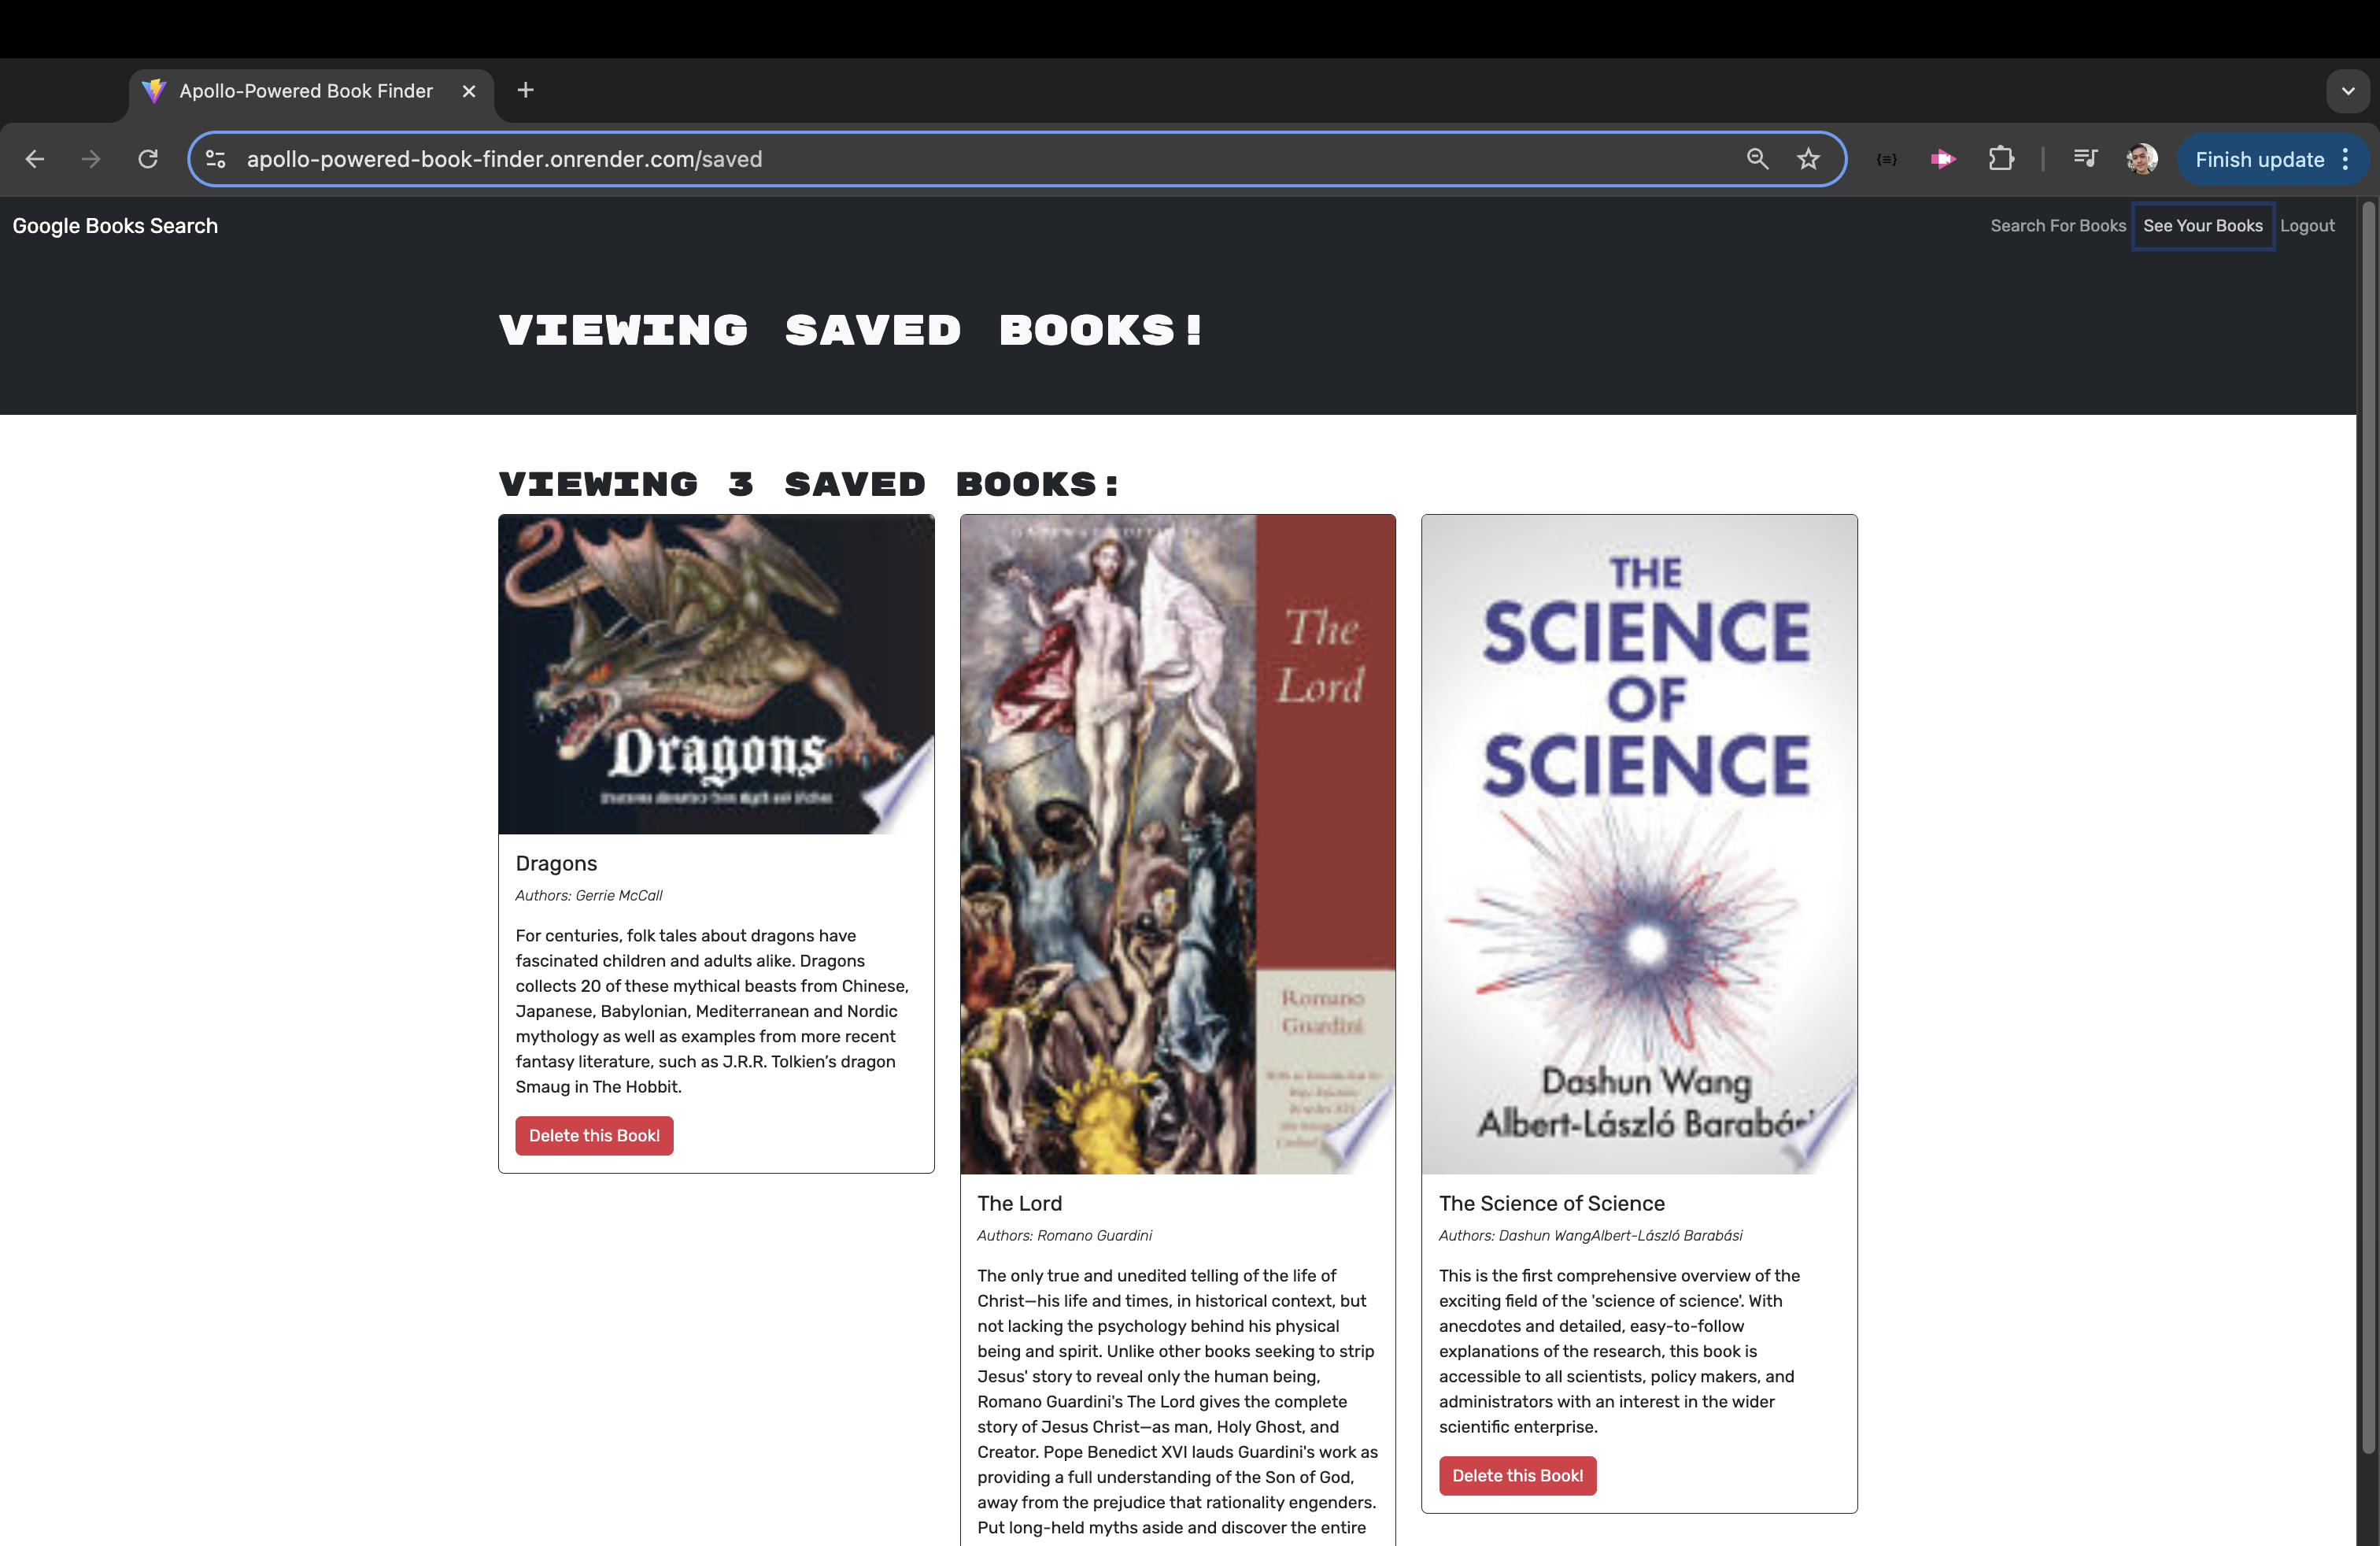 Apollo-Powered Book Finder
apollo-powered-book-finder.onrender.com/saved
Finish update
Google Books Search
Search For Books
See Your Books
Logout
VIEWING SAVED BOOKS!
VIEWING 3 SAVED BOOKS:
Dragons
Dragons
Authors: Gerrie McCall
For centuries, folk tales about dragons have
fascinated children and adults alike. Dragons
collects 20 of these mythical beasts from Chinese,
Japanese, Babylonian, Mediterranean and Nordic
mythology as well as examples from more recent
fantasy literature, such as J.R.R. Tolkien’s dragon
Smaug in The Hobbit.
Delete this Book!
The
Lord
Romano
Guardini
The Lord
Authors: Romano Guardini
The only true and unedited telling of the life of
Christ—his life and times, in historical context, but
not lacking the psychology behind his physical
being and spirit. Unlike other books seeking to strip
Jesus' story to reveal only the human being,
Romano Guardini's The Lord gives the complete
story of Jesus Christ—as man, Holy Ghost, and
Creator. Pope Benedict XVI lauds Guardini's work as
providing a full understanding of the Son of God,
away from the prejudice that rationality engenders.
Put long-held myths aside and discover the entire
THE
SCIENCE
OF
SCIENCE
Dashun Wang
Albert-László Barabási
The Science of Science
Authors: Dashun WangAlbert-László Barabási
This is the first comprehensive overview of the
exciting field of the 'science of science'. With
anecdotes and detailed, easy-to-follow
explanations of the research, this book is
accessible to all scientists, policy makers, and
administrators with an interest in the wider
scientific enterprise.
Delete this Book!